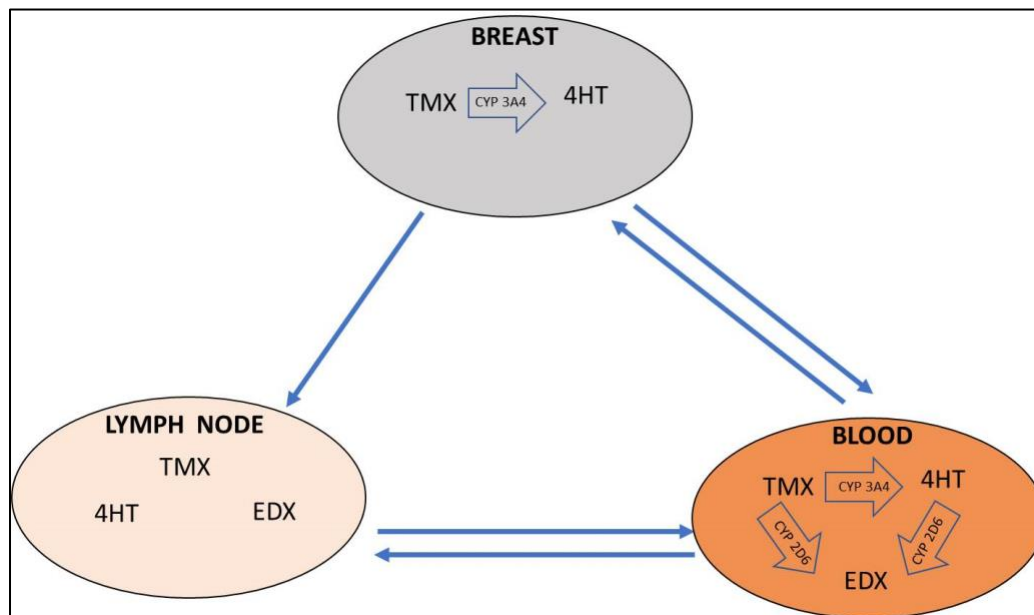 BREAST
TMX CYP 3A4 4HT
LYMPH NODE
TMX
4HT EDX
BLOOD
TMX CYP 3A4 4HT
CYP 2D6 CYP 2D6
EDX